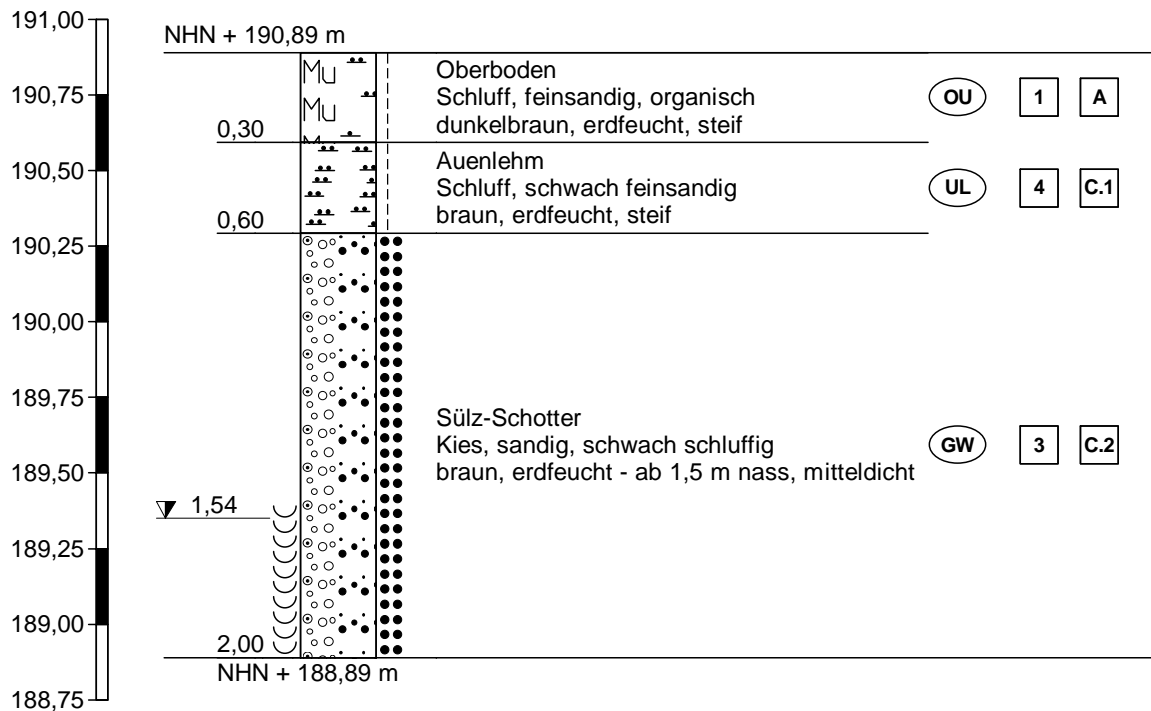 191,00
190,75
190,50
190,25
190,00
189,75
189,50
189,25
189,00
188,75
NHN + 190,89 m
Mu
Mu
0,30
Oberboden
Schluff, feinsandig, organisch
dunkelbraun, erdfeucht, steif
OU 1 A
0,60
Auenlehm
Schluff, schwach feinsandig
braun, erdfeucht, steif
UL 4 C.1
Sülz-Schotter
Kies, sandig, schwach schluffig
braun, erdfeucht - ab 1,5 m nass, mitteldicht
GW 3 C.2
1,54
2,00
NHN + 188,89 m